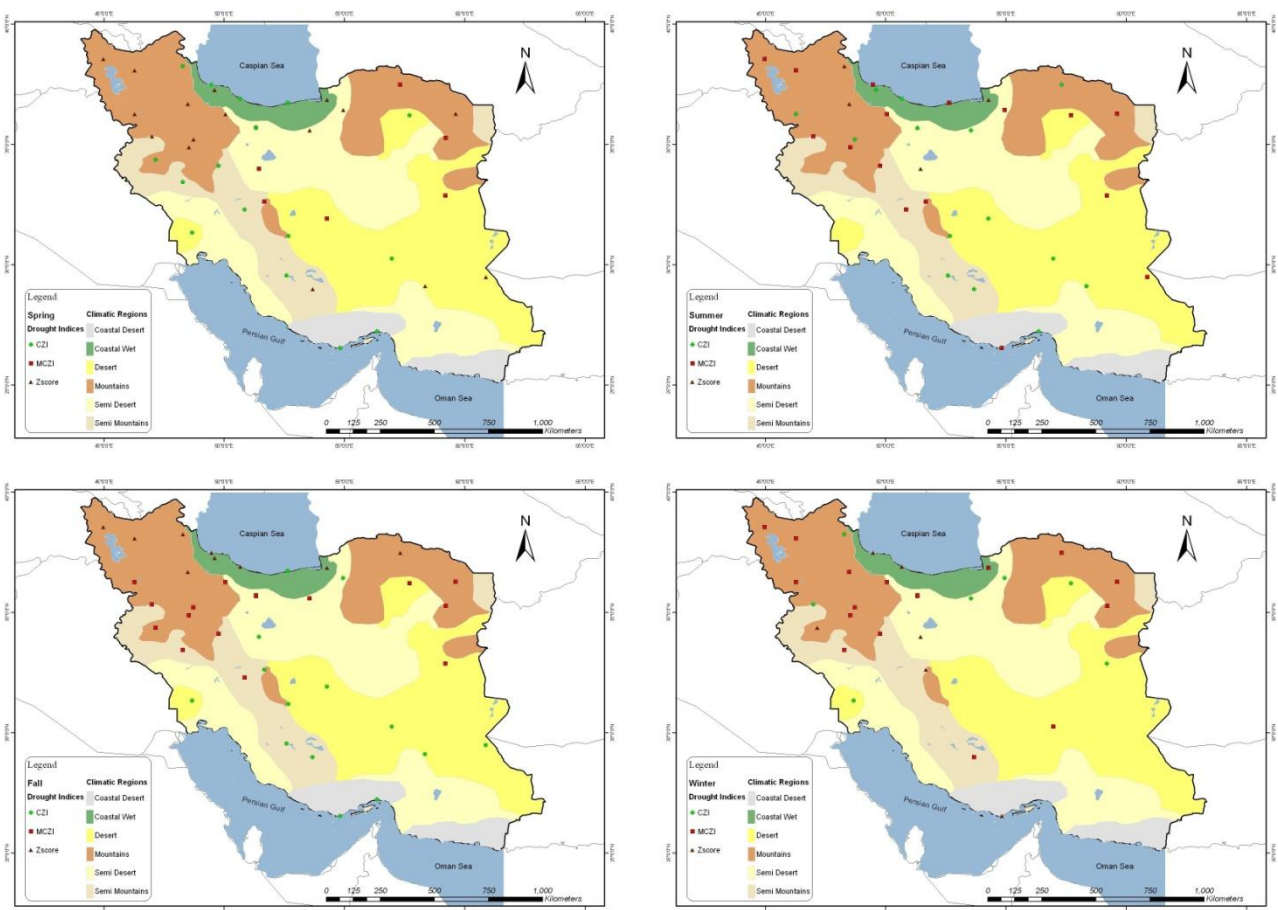 Caspian Sea
N
Persian Gulf
Oman Sea
Legend
Spring
Drought Indices
CZI
MCZI
Zscore
Climatic Regions
Coastal Desert
Coastal Wet
Desert
Mountains
Semi Desert
Semi Mountains
0 125 250 500 750 1,000
Kilometers
Caspian Sea
N
Persian Gulf
Oman Sea
Legend
Summer
Drought Indices
CZI
MCZI
Zscore
Climatic Regions
Coastal Desert
Coastal Wet
Desert
Mountains
Semi Desert
Semi Mountains
0 125 250 500 750 1,000
Kilometers
Caspian Sea
N
Persian Gulf
Oman Sea
Legend
Fall
Drought Indices
CZI
MCZI
Zscore
Climatic Regions
Coastal Desert
Coastal Wet
Desert
Mountains
Semi Desert
Semi Mountains
0 125 250 500 750 1,000
Kilometers
Caspian Sea
N
Persian Gulf
Oman Sea
Legend
Winter
Drought Indices
CZI
MCZI
Zscore
Climatic Regions
Coastal Desert
Coastal Wet
Desert
Mountains
Semi Desert
Semi Mountains
0 125 250 500 750 1,000
Kilometers